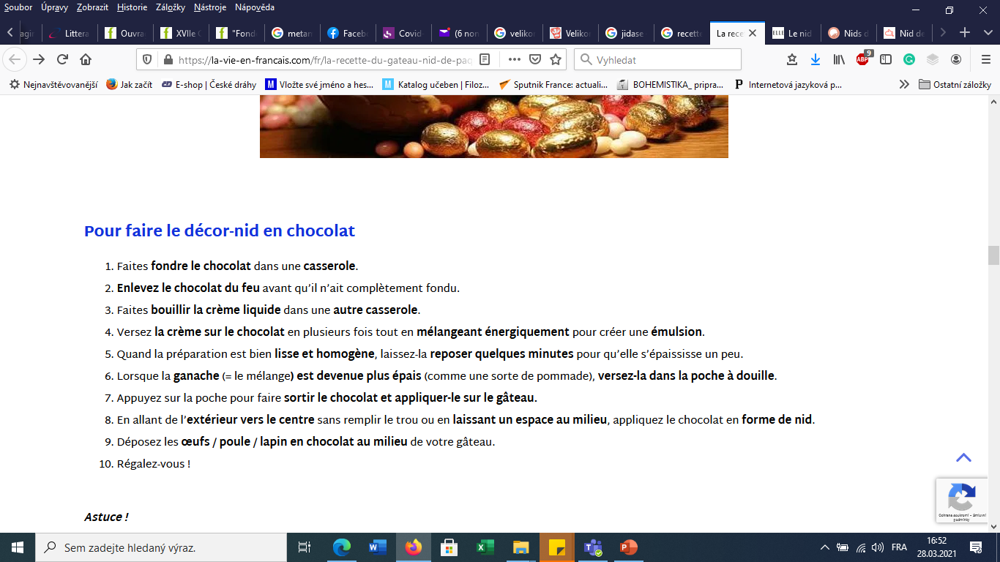 Soubor Úpravy Zobrazit Historie Záložky Nástroje Nápověda
Littera Ouvra XVIIe "Fond metan Faceb Covid (6 non veliko Veliko jidase recette La rece Le nid Nids d Nid de
https://la-vie-en-francais.com/fr/la-recette-du-gateau-nid-de-paq Vyhledat 9
Nejnavštěvovanější Jak začít E-shop | České dráhy Vložte své jméno a hes... Katalog učeben | Filoz... Sputnik France: actuali... BOHEMISTIKA_ pripra... Internetová jazyková p... Ostatní záložky
Pour faire le décor-nid en chocolat
1. Faites fondre le chocolat dans une casserole.
2. Enlevez le chocolat du feu avant qu’il n’ait complètement fondu.
3. Faites bouillir la crème liquide dans une autre casserole.
4. Versez la crème sur le chocolat en plusieurs fois tout en mélangeant énergiquement pour créer une émulsion.
5. Quand la préparation est bien lisse et homogène, laissez-la reposer quelques minutes pour qu’elle s’épaississe un peu.
6. Lorsque la ganache (= le mélange) est devenue plus épais (comme une sorte de pommade), versez-la dans la poche à douille.
7. Appuyez sur la poche pour faire sortir le chocolat et appliquer-le sur le gâteau.
8. En allant de l’extérieur vers le centre sans remplir le trou ou en laissant un espace au milieu, appliquez le chocolat en forme de nid.
9. Déposez les œufs / poule / lapin en chocolat au milieu de votre gâteau.
10. Régalez-vous !
Astuce !
Ochrana soukromí - Smluvní
podmínky
Sem zadejte hledaný výraz.
FRA
16:52
28.03.2021